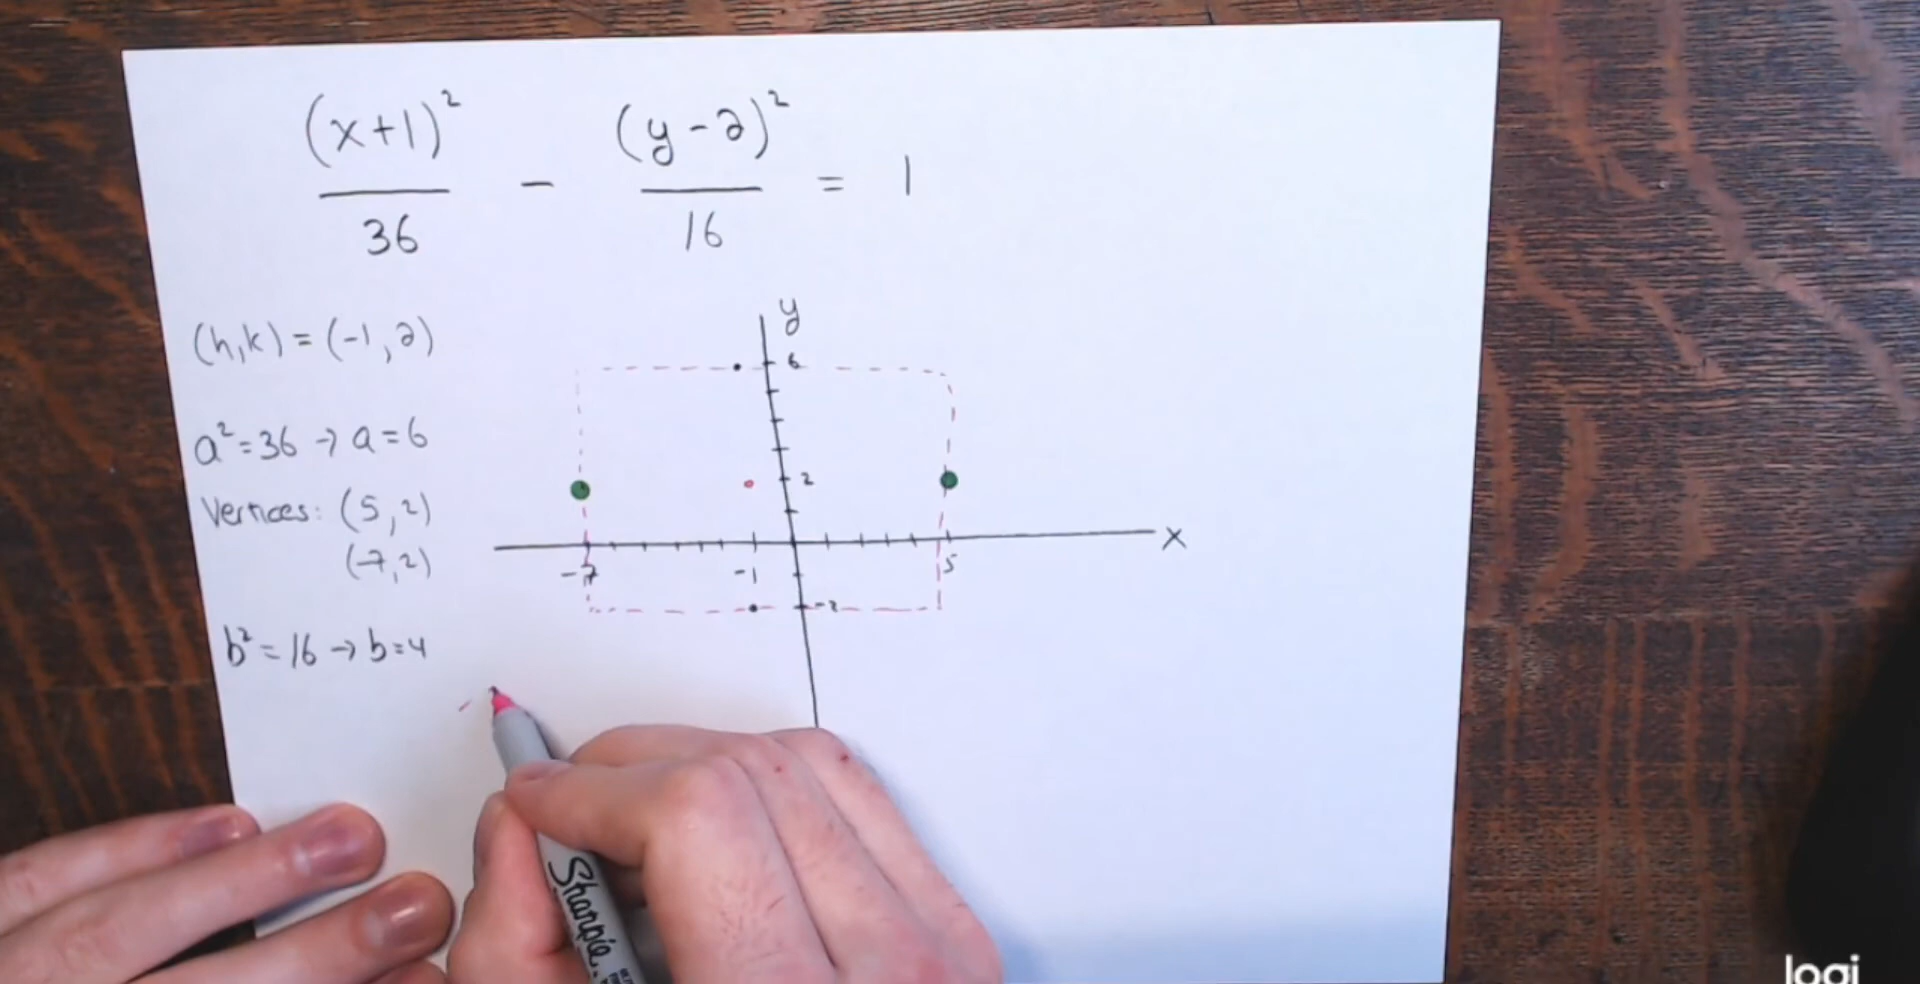 (x+1)² / 36 - (y-2)² / 16 = 1
(h,k) = (-1,2)
a² = 36 → a = 6
Vertices: (5,2)
(-7,2)
b² = 16 → b = 4
y
6
2
x
-7
-1
5
-2
Sharpie.
logi